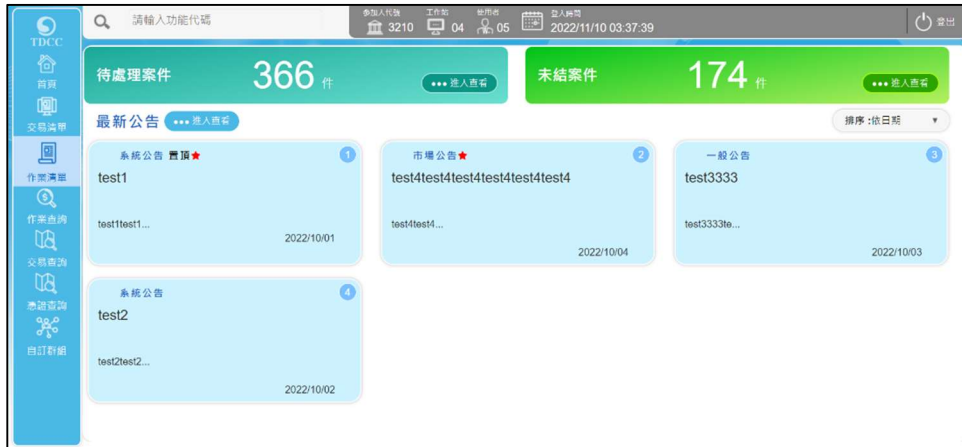 TDCC
請輸入功能代碼
參加人代號 3210
工作站 04
使用者 05
登入時間 2022/11/10 03:37:39
登出
首頁
交易清單
作業清單
作業查詢
交易查詢
憑證查詢
自訂群組
待處理案件 366 件 ●●● 進入查看
未結案件 174 件 ●●● 進入查看
最新公告 ●●● 進入查看
排序 :依日期 ▼
系統公告 置頂★ 1
test1
test1test1...
2022/10/01
市場公告★ 2
test4test4test4test4test4test4
test4test4...
2022/10/04
一般公告 3
test3333
test3333te...
2022/10/03
系統公告 4
test2
test2test2...
2022/10/02